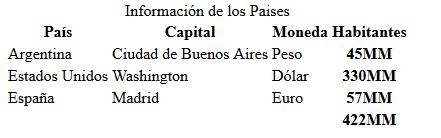 Información de los Paises
País Capital Moneda Habitantes
Argentina Ciudad de Buenos Aires Peso 45MM
Estados Unidos Washington Dólar 330MM
España Madrid Euro 57MM
422MM